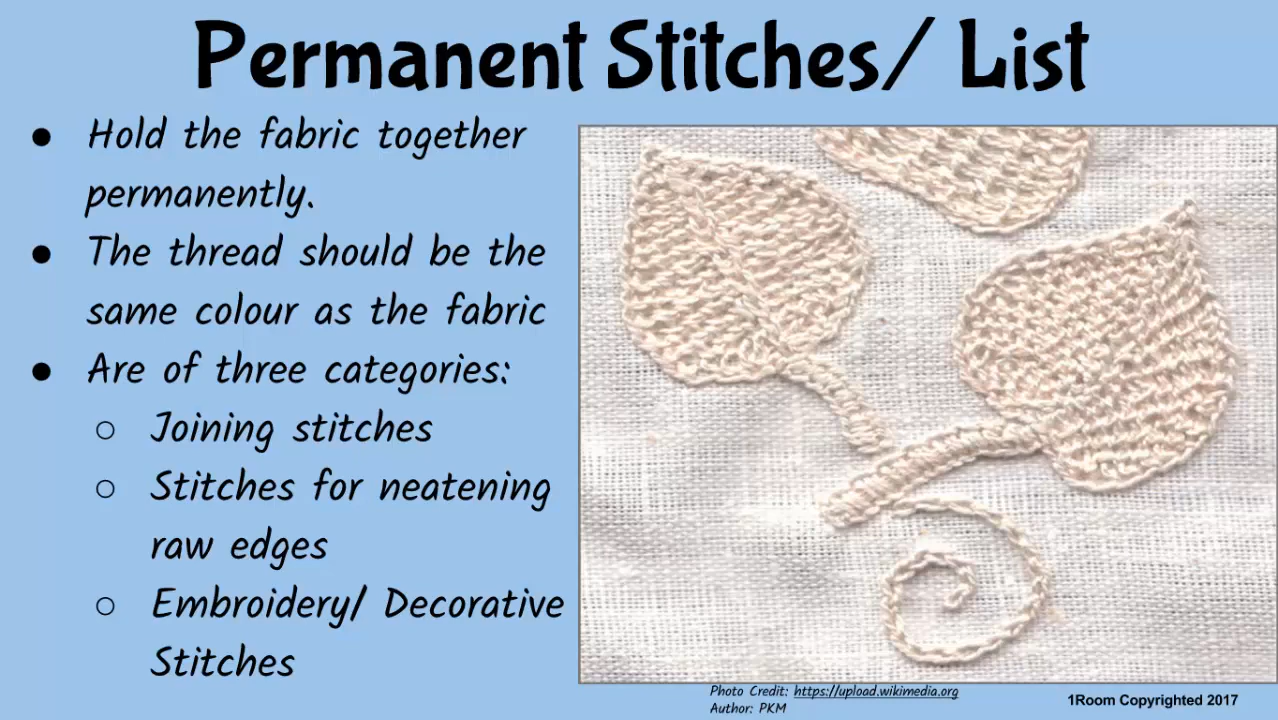 Permanent Stitches/ List
● Hold the fabric together
permanently.
● The thread should be the
same colour as the fabric
● Are of three categories:
○ Joining stitches
○ Stitches for neatening
raw edges
○ Embroidery/ Decorative
Stitches
Photo Credit: https://upload.wikimedia.org
Author: PKM
1Room Copyrighted 2017